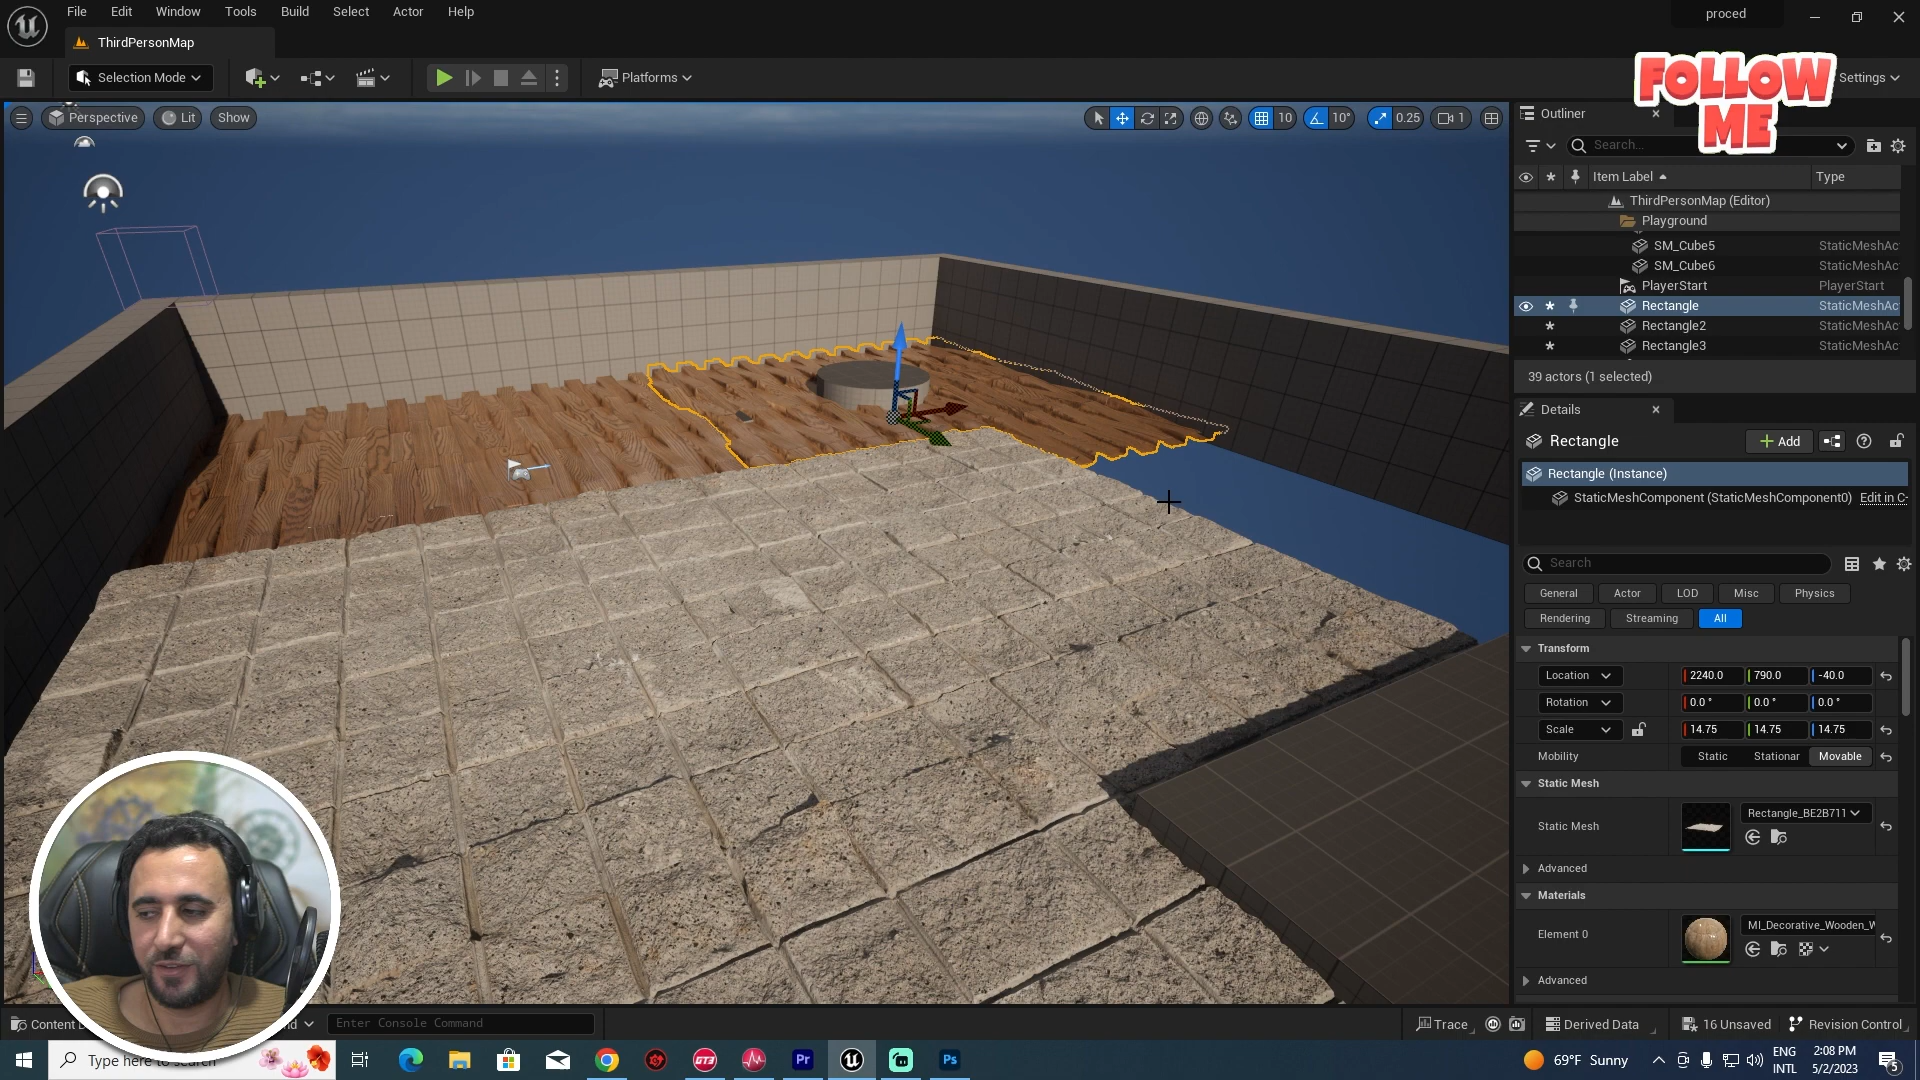 File Edit Window Tools Build Select Actor Help
proced
ThirdPersonMap
Selection Mode
Platforms
Settings
FOLLOW
ME
Perspective Lit Show
10 10° 0.25 1
Outliner
Search...
Item Label Type
ThirdPersonMap (Editor)
Playground
SM_Cube5 StaticMeshAc
SM_Cube6 StaticMeshAc
PlayerStart PlayerStart
Rectangle StaticMeshAc
Rectangle2 StaticMeshAc
Rectangle3 StaticMeshAc
39 actors (1 selected)
Details
Rectangle Add
Rectangle (Instance)
StaticMeshComponent (StaticMeshComponent0) Edit in C-
Search
General Actor LOD Misc Physics
Rendering Streaming All
Transform
Location 2240.0 790.0 -40.0
Rotation 0.0 ° 0.0 ° 0.0 °
Scale 14.75 14.75 14.75
Mobility Static Stationar Movable
Static Mesh
Static Mesh Rectangle_BE2B711
Advanced
Materials
Element 0 MI_Decorative_Wooden_W
Advanced
Content
Enter Console Command
Trace Derived Data 16 Unsaved Revision Control
Type here to search
GT3 Pr Ps
69°F Sunny
ENG
INTL
2:08 PM
5/2/2023
5